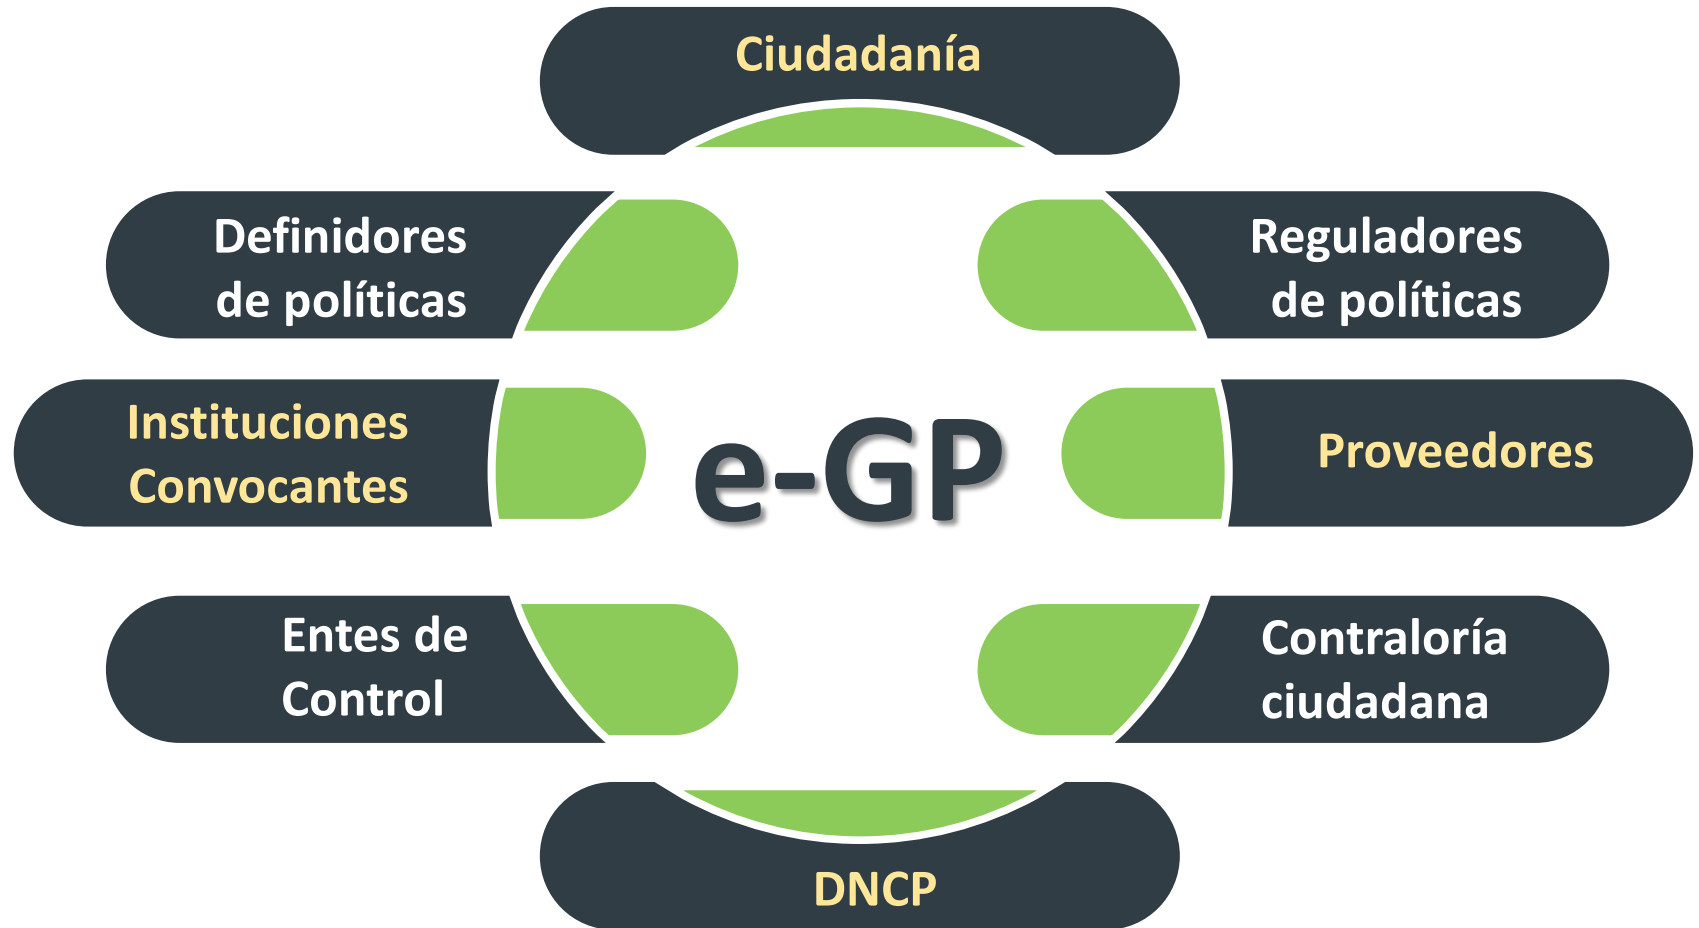 Ciudadanía
Definidores
de políticas
Reguladores
de políticas
Instituciones
Convocantes
e-GP
Proveedores
Entes de
Control
Contraloría
ciudadana
DNCP